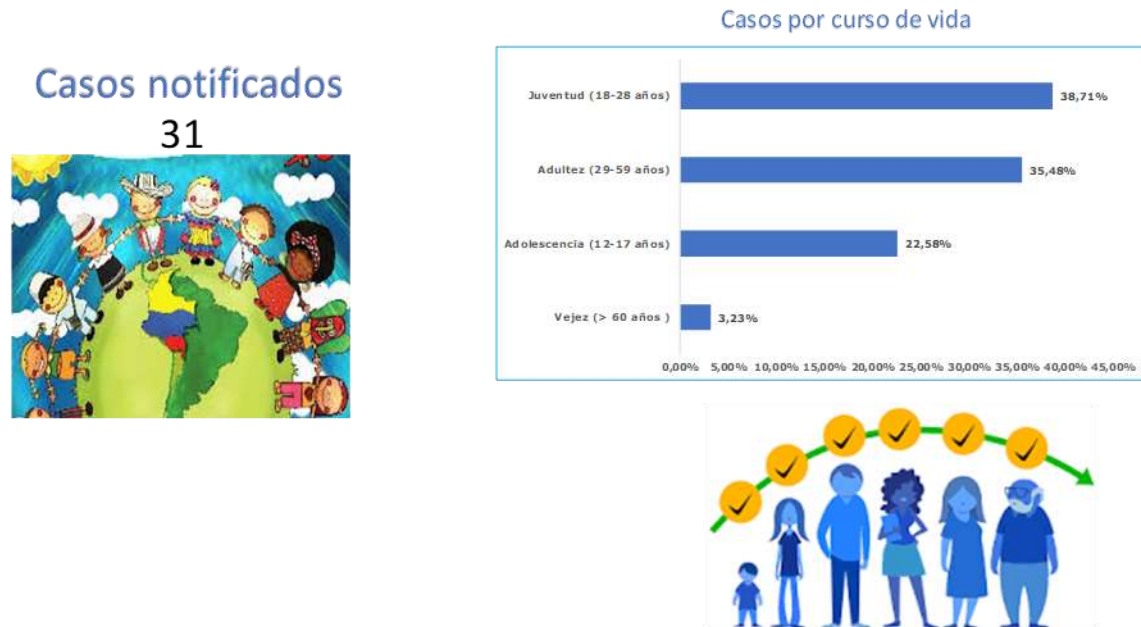 Casos notificados
31
Casos por curso de vida
Juventud (18-28 años)
38,71%
Adultez (29-59 años)
35,48%
Adolescencia (12-17 años)
22,58%
Vejez (> 60 años )
3,23%
0,00% 5,00% 10,00% 15,00% 20,00% 25,00% 30,00% 35,00% 40,00% 45,00%